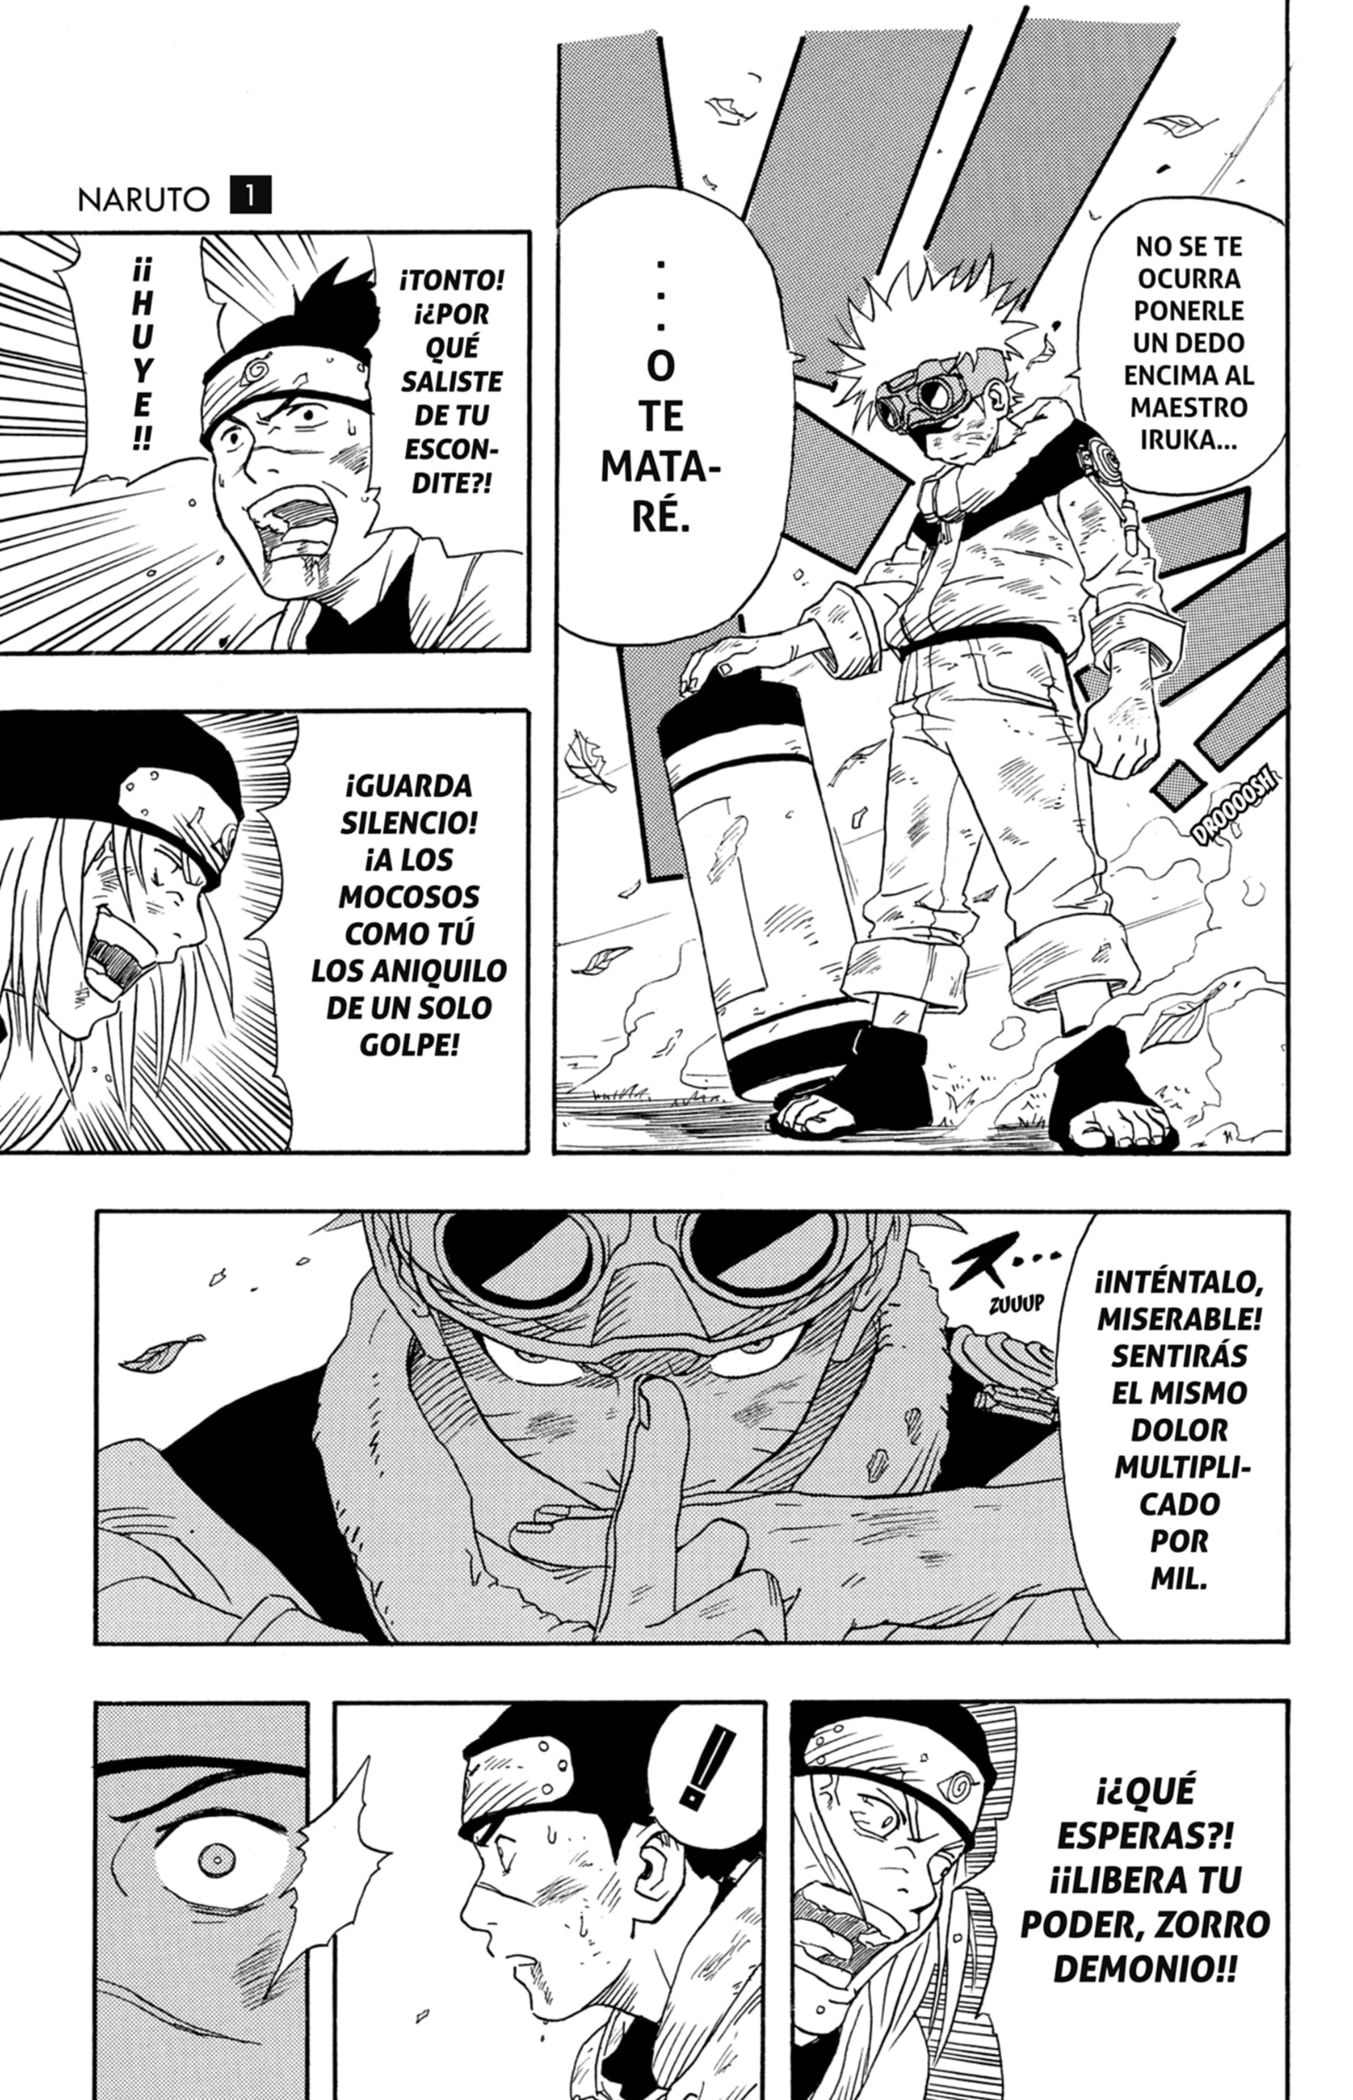 NARUTO 1
NO SE TE
OCURRA
PONERLE
UN DEDO
ENCIMA AL
MAESTRO
IRUKA...
.
.
.
O
TE
MATA-
RÉ.
DROOOOSH
¡TONTO!
¡¿POR
QUÉ
SALISTE
DE TU
ESCON-
DITE?!
¡¡
H
U
Y
E
!!
¡GUARDA
SILENCIO!
¡A LOS
MOCOSOS
COMO TÚ
LOS ANIQUILO
DE UN SOLO
GOLPE!
¡INTÉNTALO,
MISERABLE!
SENTIRÁS
EL MISMO
DOLOR
MULTIPLI-
CADO
POR
MIL.
ス...
ZUUUP
¡¿QUÉ
ESPERAS?!
¡¡LIBERA TU
PODER, ZORRO
DEMONIO!!
!